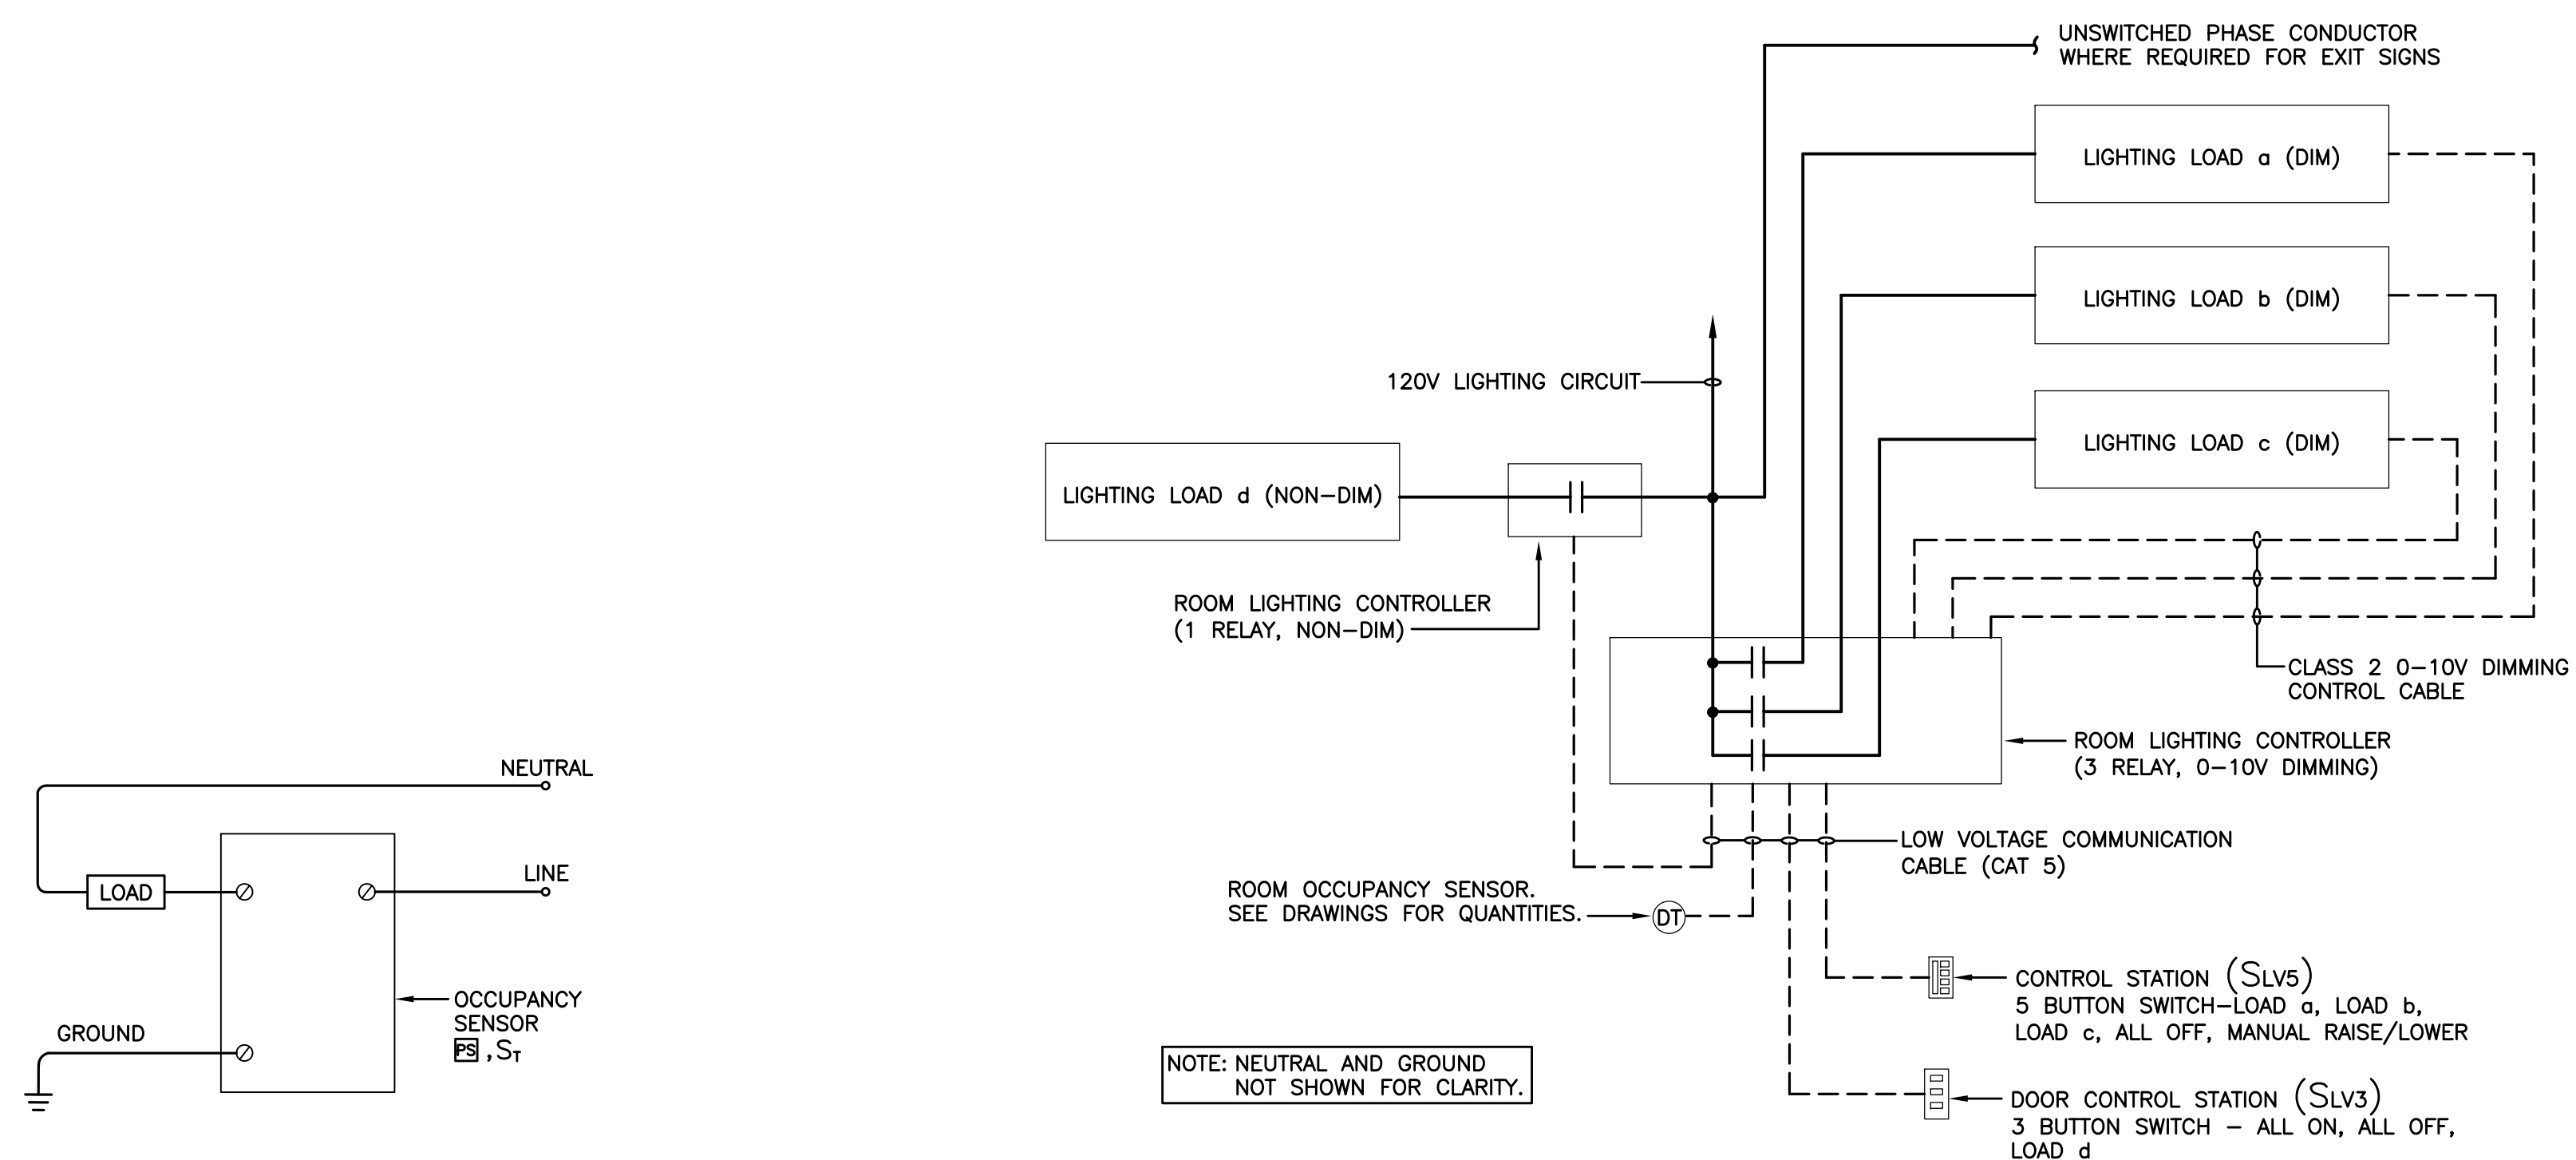 NEUTRAL
LINE
LOAD
GROUND
OCCUPANCY
SENSOR
PS , ST
UNSWITCHED PHASE CONDUCTOR
WHERE REQUIRED FOR EXIT SIGNS
LIGHTING LOAD a (DIM)
LIGHTING LOAD b (DIM)
120V LIGHTING CIRCUIT
LIGHTING LOAD c (DIM)
LIGHTING LOAD d (NON-DIM)
ROOM LIGHTING CONTROLLER
(1 RELAY, NON-DIM)
CLASS 2 0-10V DIMMING
CONTROL CABLE
ROOM LIGHTING CONTROLLER
(3 RELAY, 0-10V DIMMING)
LOW VOLTAGE COMMUNICATION
CABLE (CAT 5)
ROOM OCCUPANCY SENSOR.
SEE DRAWINGS FOR QUANTITIES.
DT
CONTROL STATION (SLV5)
5 BUTTON SWITCH-LOAD a, LOAD b,
LOAD c, ALL OFF, MANUAL RAISE/LOWER
NOTE: NEUTRAL AND GROUND
NOT SHOWN FOR CLARITY.
DOOR CONTROL STATION (SLV3)
3 BUTTON SWITCH - ALL ON, ALL OFF,
LOAD d